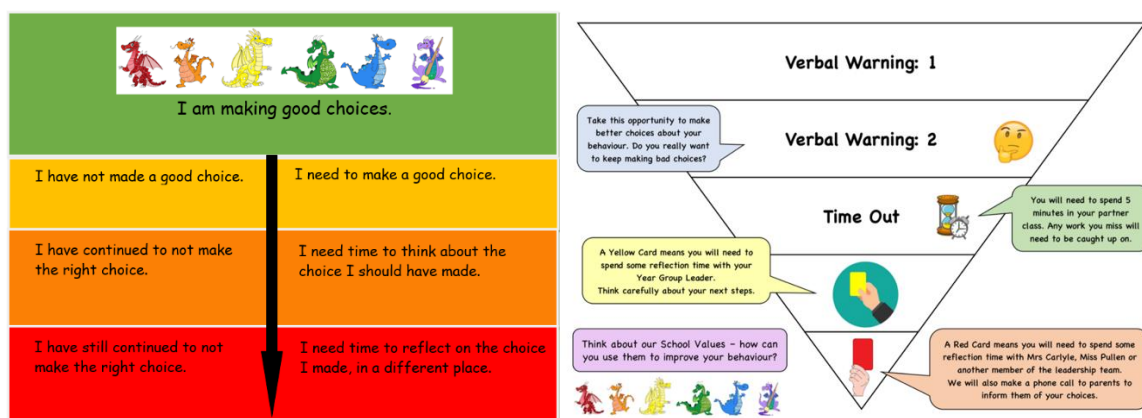 I am making good choices.
I have not made a good choice.
I need to make a good choice.
I have continued to not make
the right choice.
I need time to think about the
choice I should have made.
I have still continued to not
make the right choice.
I need time to reflect on the choice
I made, in a different place.
Verbal Warning: 1
Verbal Warning: 2
Take this opportunity to make
better choices about your
behaviour. Do you really want
to keep making bad choices?
Time Out
You will need to spend 5
minutes in your partner
class. Any work you miss will
need to be caught up on.
A Yellow Card means you will need to
spend some reflection time with your
Year Group Leader.
Think carefully about your next steps.
Think about our School Values – how can
you use them to improve your behaviour?
A Red Card means you will need to spend some
reflection time with Mrs Carlyle, Miss Pullen or
another member of the leadership team.
We will also make a phone call to parents to
inform them of your choices.